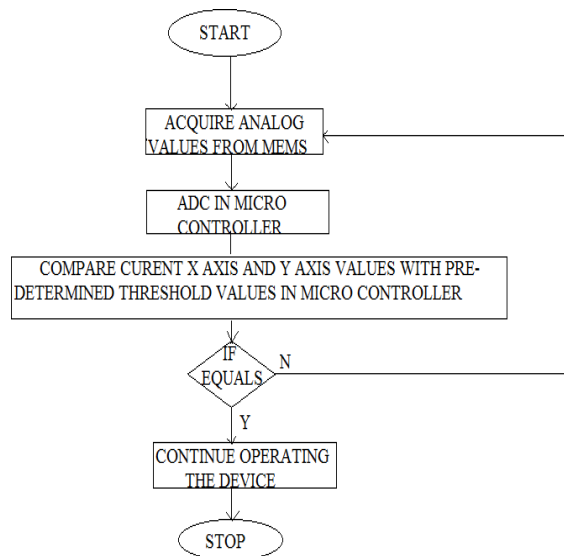 START
ACQUIRE ANALOG
VALUES FROM MEMS
ADC IN MICRO
CONTROLLER
COMPARE CURENT X AXIS AND Y AXIS VALUES WITH PRE-
DETERMINED THRESHOLD VALUES IN MICRO CONTROLLER
IF
EQUALS
N
Y
CONTINUE OPERATING
THE DEVICE
STOP